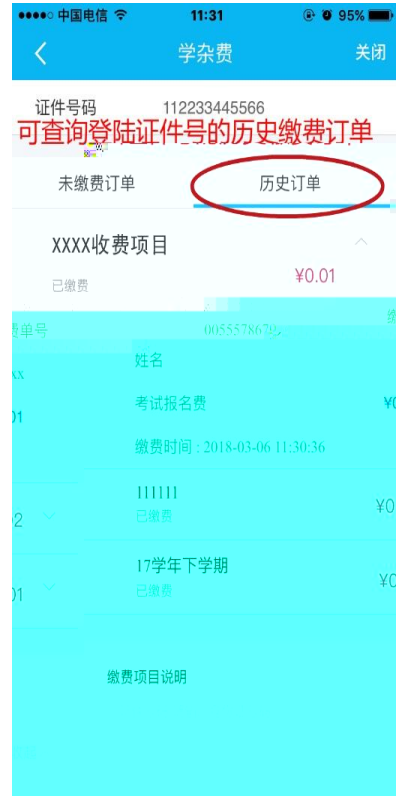 中国电信 11:31 95%
学杂费 关闭
证件号码 112233445566
可查询登陆证件号的历史缴费订单
未缴费订单 历史订单
XXXX收费项目
已缴费 ¥0.01
单号
姓名
考试报名费
缴费时间 : 2018-03-06 11:30:36
111111 ¥0
已缴费
17学年下学期
已缴费
缴费项目说明